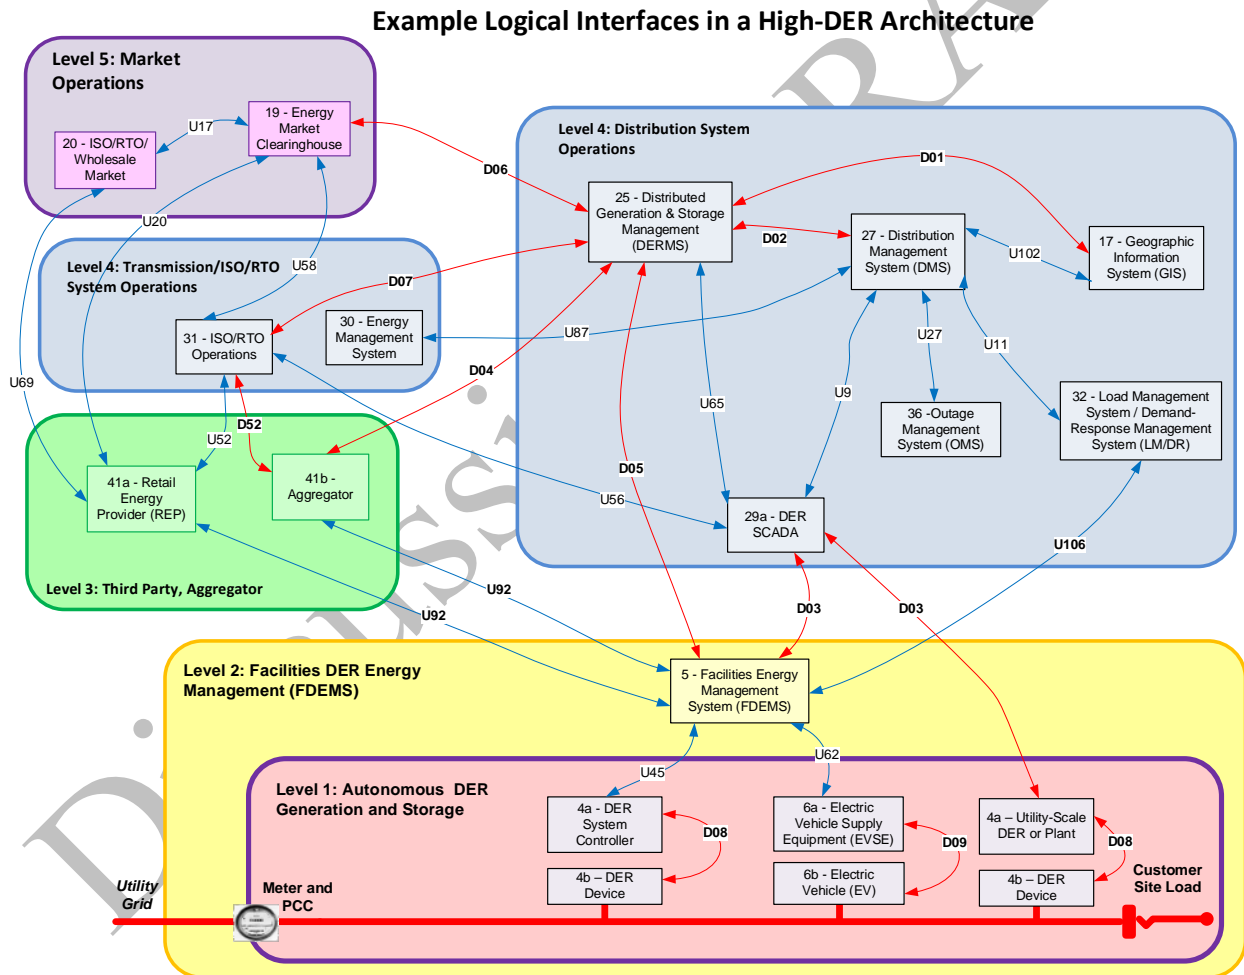 Example Logical Interfaces in a High-DER Architecture
Level 5: Market
Operations
19 - Energy
Market
Clearinghouse
20 - ISO/RTO/
Wholesale
Market
U17
D06
U20
U58
U69
Level 4: Transmission/ISO/RTO
System Operations
31 - ISO/RTO
Operations
30 - Energy
Management
System
D07
U87
D04
Level 4: Distribution System
Operations
25 - Distributed
Generation & Storage
Management
(DERMS)
D01
D02
27 - Distribution
Management
System (DMS)
U102
17 - Geographic
Information
System (GIS)
U27
U11
U65
U9
36 -Outage
Management
System (OMS)
32 - Load Management
System / Demand-
Response Management
System (LM/DR)
29a - DER
SCADA
U56
D05
U106
D03
D03
U52
D52
41a - Retail
Energy
Provider (REP)
41b -
Aggregator
Level 3: Third Party, Aggregator
U92
U92
Level 2: Facilities DER Energy
Management (FDEMS)
5 - Facilities Energy
Management
System (FDEMS)
U45
U62
Level 1: Autonomous DER
Generation and Storage
4a - DER
System
Controller
D08
4b – DER
Device
6a - Electric
Vehicle Supply
Equipment (EVSE)
D09
6b - Electric
Vehicle (EV)
4a – Utility-Scale
DER or Plant
D08
4b – DER
Device
Customer
Site Load
Utility
Grid
Meter and
PCC